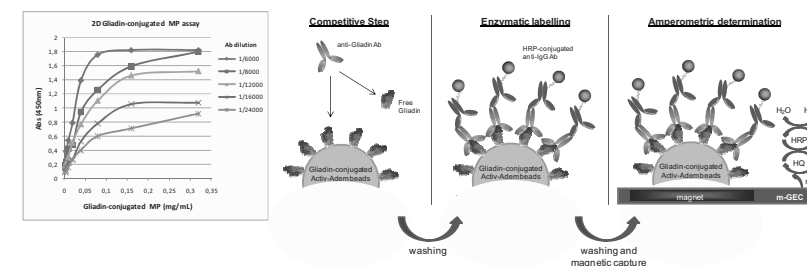 2D Gliadin-conjugated MP assay
Ab dilution
1/6000
1/8000
1/12000
1/16000
1/24000
Abs (450nm)
2
1,8
1,6
1,4
1,2
1
0,8
0,6
0,4
0,2
0
0
0,05
0,1
0,15
0,2
0,25
0,3
0,35
Gliadin-conjugated MP (mg/mL)
Competitive Step
anti-Gliadin Ab
Free
Gliadin
Gliadin-conjugated
Activ-Adembeads
washing
Enzymatic labelling
HRP-conjugated
anti-IgG Ab
Gliadin-conjugated
Activ-Adembeads
washing and
magnetic capture
Amperometric determination
H2O
HRP
HQ
Gliadin-conjugated
Activ-Adembeads
magnet
m-GEC